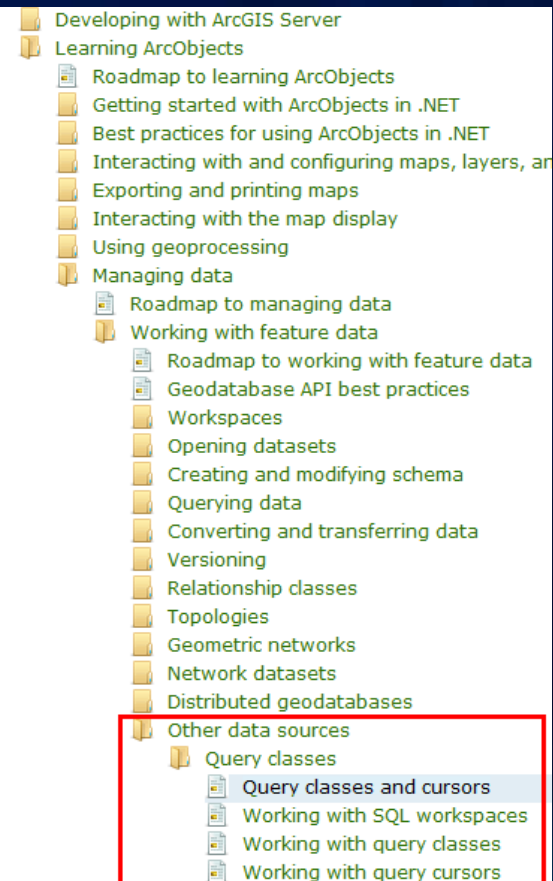 Developing with ArcGIS Server
Learning ArcObjects
Roadmap to learning ArcObjects
Getting started with ArcObjects in .NET
Best practices for using ArcObjects in .NET
Interacting with and configuring maps, layers, an
Exporting and printing maps
Interacting with the map display
Using geoprocessing
Managing data
Roadmap to managing data
Working with feature data
Roadmap to working with feature data
Geodatabase API best practices
Workspaces
Opening datasets
Creating and modifying schema
Querying data
Converting and transferring data
Versioning
Relationship classes
Topologies
Geometric networks
Network datasets
Distributed geodatabases
Other data sources
Query classes
Query classes and cursors
Working with SQL workspaces
Working with query classes
Working with query cursors